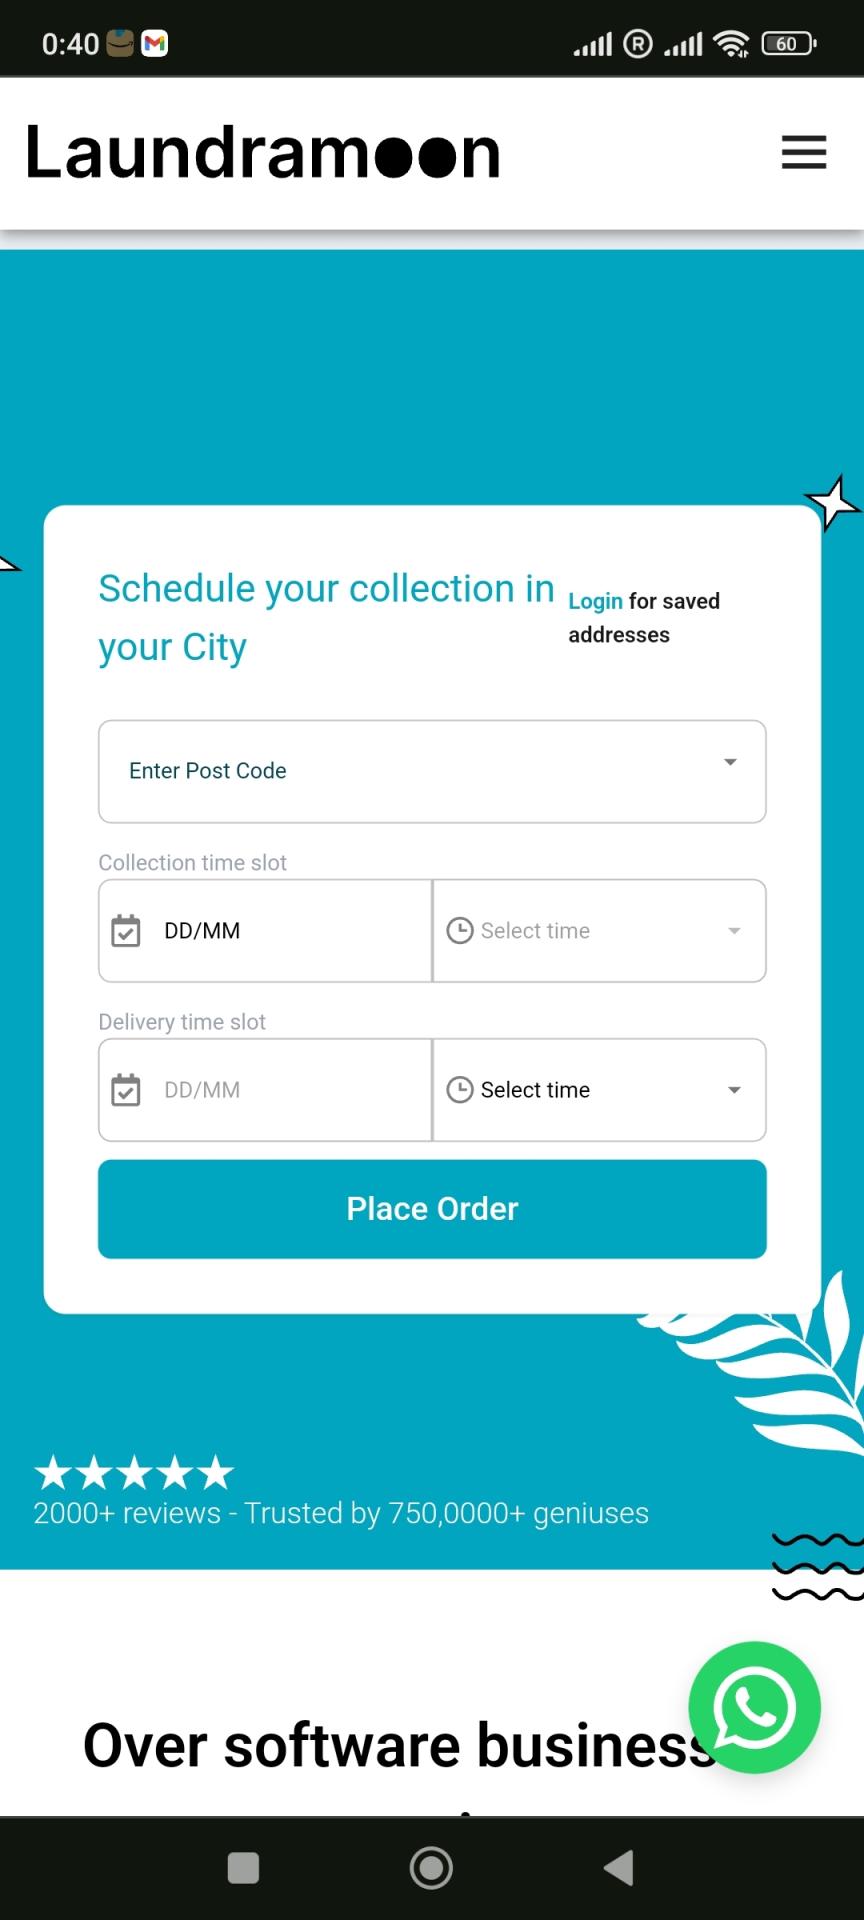 0:40
R
60
Laundramoon
Schedule your collection in
your City
Login for saved
addresses
Enter Post Code
Collection time slot
DD/MM
Select time
Delivery time slot
DD/MM
Select time
Place Order
2000+ reviews - Trusted by 750,0000+ geniuses
Over software business